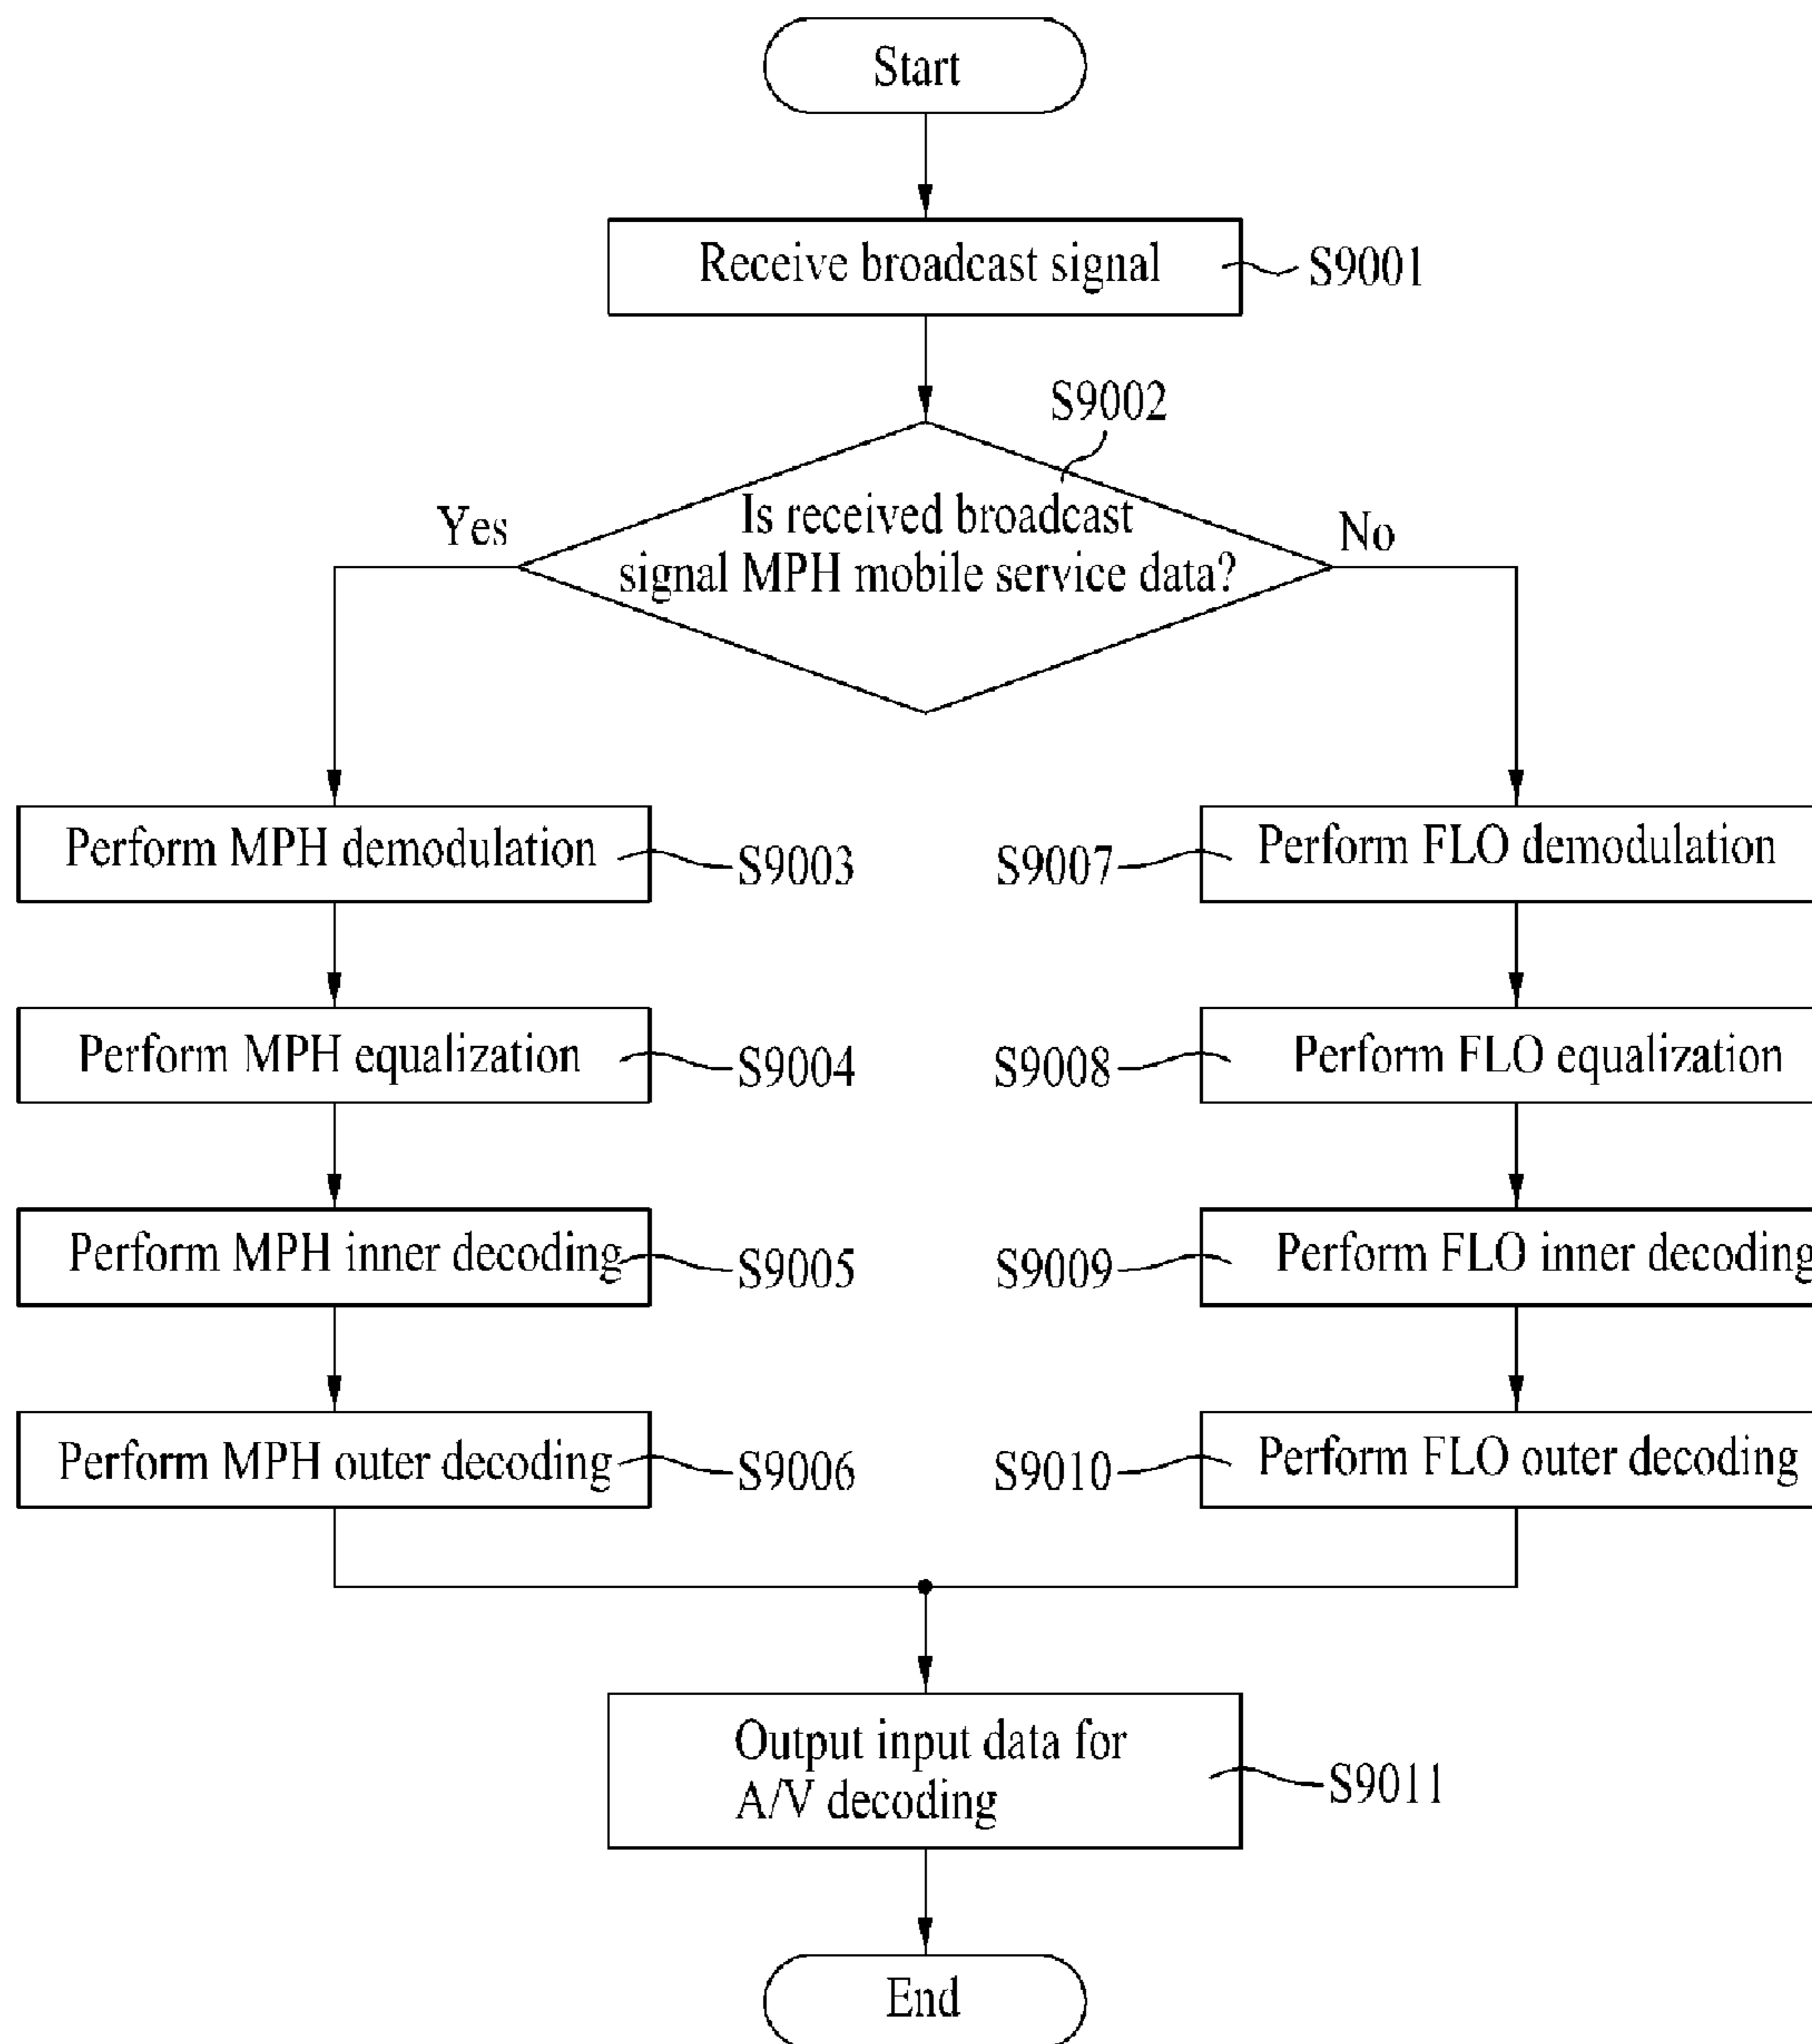 Start
Receive broadcast signal
S9001
S9002
Yes
Is received broadcast
signal MPH mobile service data?
No
Perform MPH demodulation
S9003
S9007
Perform FLO demodulation
Perform MPH equalization
S9004
S9008
Perform FLO equalization
Perform MPH inner decoding
S9005
S9009
Perform FLO inner decoding
Perform MPH outer decoding
S9006
S9010
Perform FLO outer decoding
Output input data for
A/V decoding
S9011
End